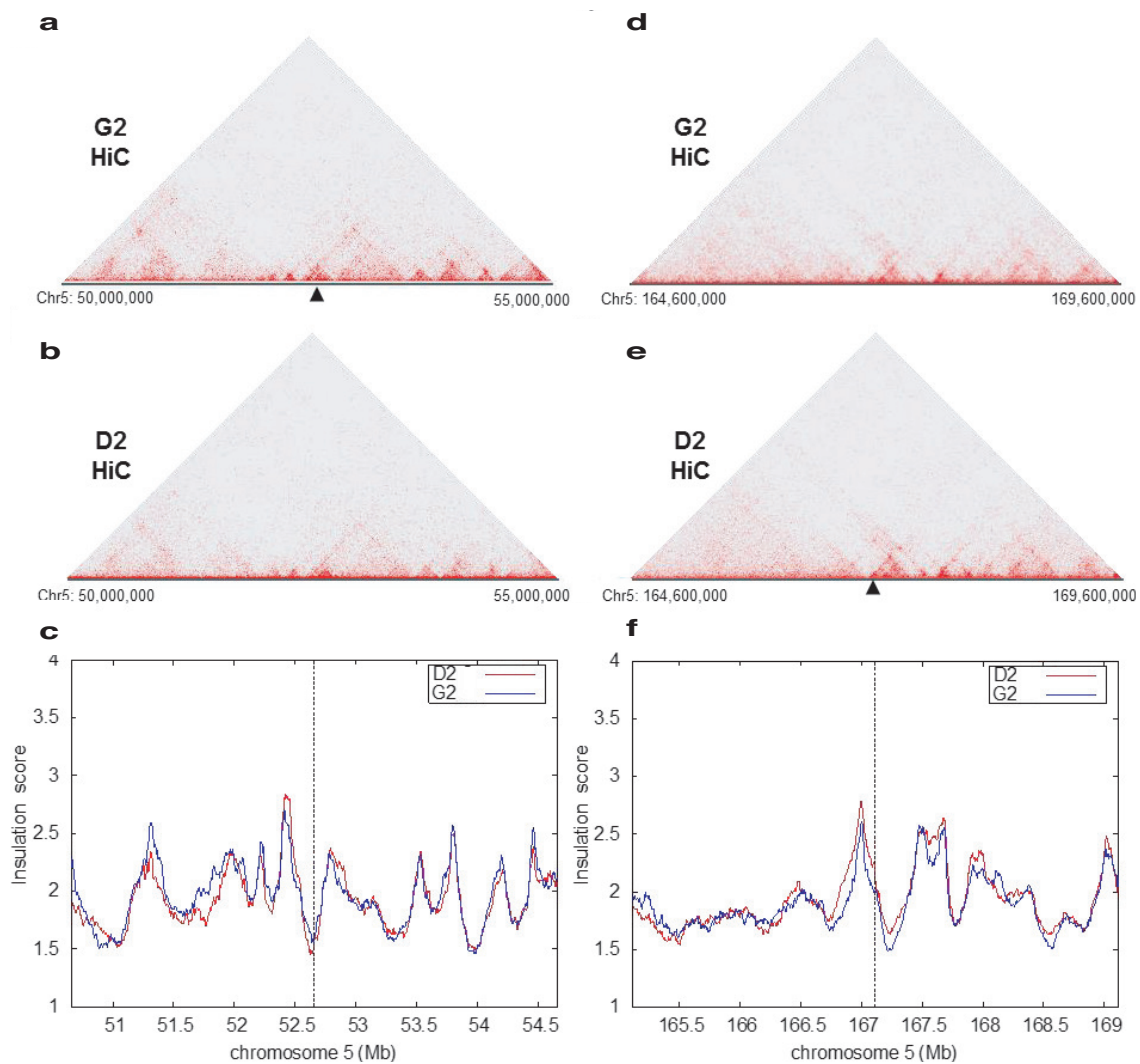 a
G2
HiC
Chr5: 50,000,000
55,000,000
b
D2
HiC
Chr5: 50,000,000
55,000,000
c
4
3.5
3
2.5
2
1.5
1
Insulation score
D2
G2
51
51.5
52
52.5
53
53.5
54
54.5
chromosome 5 (Mb)
d
G2
HiC
Chr5: 164,600,000
169,600,000
e
D2
HiC
Chr5: 164,600,000
169,600,000
f
4
3.5
3
2.5
2
1.5
1
Insulation score
D2
G2
165.5
166
166.5
167
167.5
168
168.5
169
chromosome 5 (Mb)